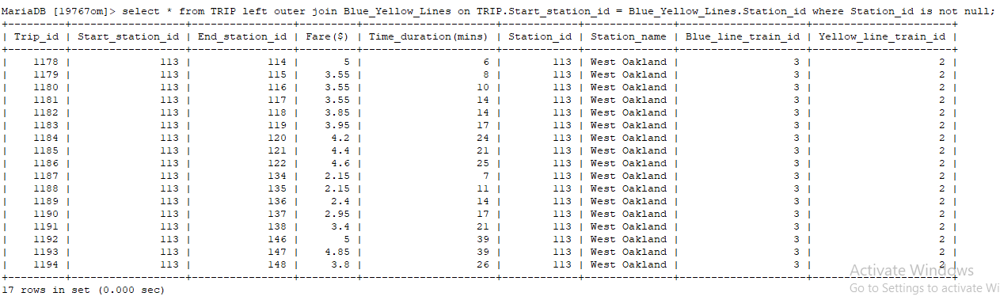 MariaDB [19767om]> select * from TRIP left outer join Blue_Yellow_Lines on TRIP.Start_station_id = Blue_Yellow_Lines.Station_id where Station_id is not null;
+---------+------------------+----------------+---------+---------------------+------------+--------------+--------------------+----------------------+
| Trip_id | Start_station_id | End_station_id | Fare($) | Time_duration(mins) | Station_id | Station_name | Blue_line_train_id | Yellow_line_train_id |
+---------+------------------+----------------+---------+---------------------+------------+--------------+--------------------+----------------------+
| 1178 | 113 | 114 | 5 | 6 | 113 | West Oakland | 3 | 2 |
| 1179 | 113 | 115 | 3.55 | 8 | 113 | West Oakland | 3 | 2 |
| 1180 | 113 | 116 | 3.55 | 10 | 113 | West Oakland | 3 | 2 |
| 1181 | 113 | 117 | 3.55 | 14 | 113 | West Oakland | 3 | 2 |
| 1182 | 113 | 118 | 3.85 | 14 | 113 | West Oakland | 3 | 2 |
| 1183 | 113 | 119 | 3.95 | 17 | 113 | West Oakland | 3 | 2 |
| 1184 | 113 | 120 | 4.2 | 24 | 113 | West Oakland | 3 | 2 |
| 1185 | 113 | 121 | 4.4 | 21 | 113 | West Oakland | 3 | 2 |
| 1186 | 113 | 122 | 4.6 | 25 | 113 | West Oakland | 3 | 2 |
| 1187 | 113 | 134 | 2.15 | 7 | 113 | West Oakland | 3 | 2 |
| 1188 | 113 | 135 | 2.15 | 11 | 113 | West Oakland | 3 | 2 |
| 1189 | 113 | 136 | 2.4 | 14 | 113 | West Oakland | 3 | 2 |
| 1190 | 113 | 137 | 2.95 | 17 | 113 | West Oakland | 3 | 2 |
| 1191 | 113 | 138 | 3.4 | 21 | 113 | West Oakland | 3 | 2 |
| 1192 | 113 | 146 | 5 | 39 | 113 | West Oakland | 3 | 2 |
| 1193 | 113 | 147 | 4.85 | 39 | 113 | West Oakland | 3 | 2 |
| 1194 | 113 | 148 | 3.8 | 26 | 113 | West Oakland | 3 | 2 |
+---------+------------------+----------------+---------+---------------------+------------+--------------+--------------------+----------------------+
17 rows in set (0.000 sec)
Activate Windows
Go to Settings to activate Wi